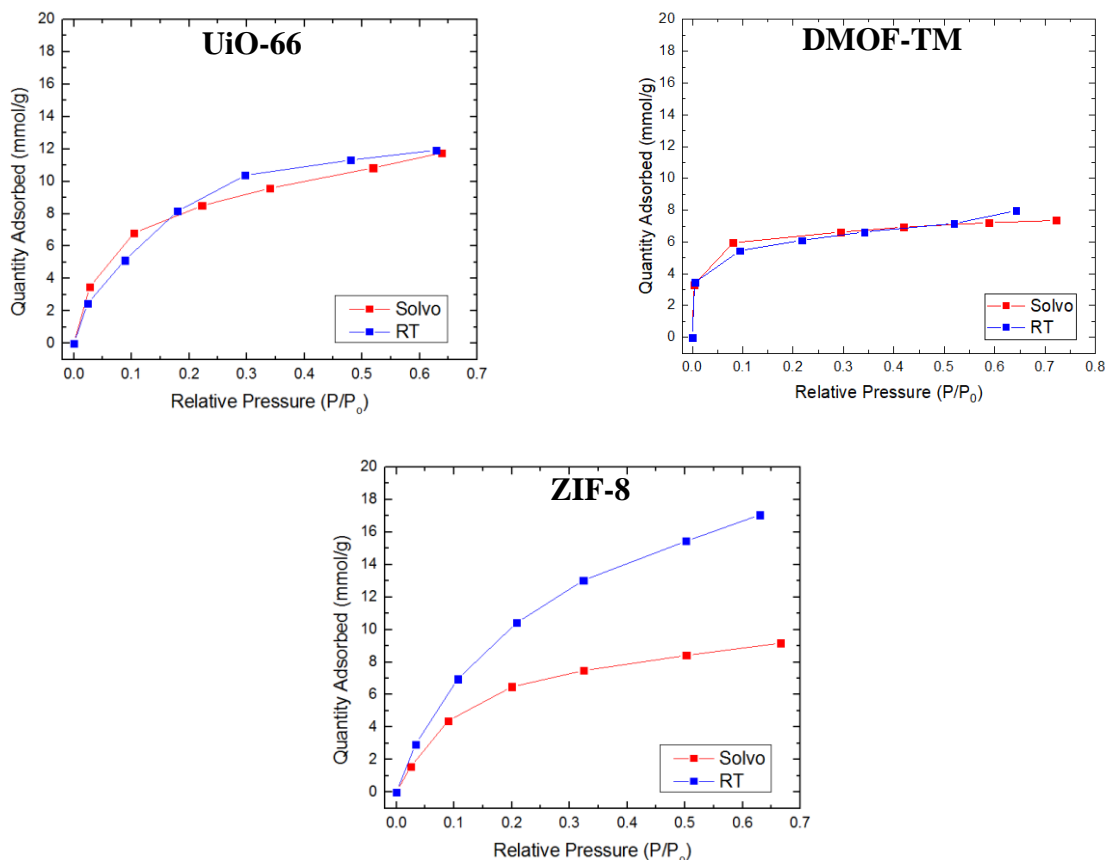 UiO-66
Quantity Adsorbed (mmol/g)
20
18
16
14
12
10
8
6
4
2
0
Solvo
RT
0.0 0.1 0.2 0.3 0.4 0.5 0.6 0.7
Relative Pressure (P/Po)
DMOF-TM
Quantity Adsorbed (mmol/g)
20
18
16
14
12
10
8
6
4
2
0
Solvo
RT
0.0 0.1 0.2 0.3 0.4 0.5 0.6 0.7 0.8
Relative Pressure (P/P0)
ZIF-8
Quantity Adsorbed (mmol/g)
20
18
16
14
12
10
8
6
4
2
0
Solvo
RT
0.0 0.1 0.2 0.3 0.4 0.5 0.6 0.7
Relative Pressure (P/Po)